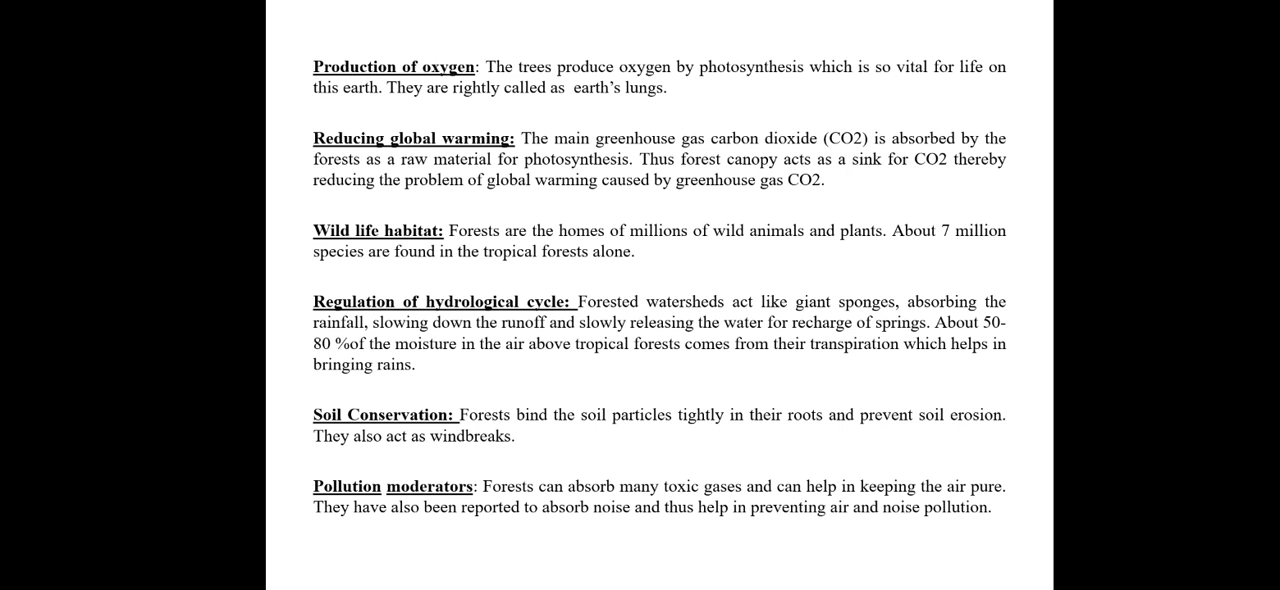 Production of oxygen: The trees produce oxygen by photosynthesis which is so vital for life on
this earth. They are rightly called as  earth’s lungs.
Reducing global warming: The main greenhouse gas carbon dioxide (CO2) is absorbed by the
forests as a raw material for photosynthesis. Thus forest canopy acts as a sink for CO2 thereby
reducing the problem of global warming caused by greenhouse gas CO2.
Wild life habitat: Forests are the homes of millions of wild animals and plants. About 7 million
species are found in the tropical forests alone.
Regulation of hydrological cycle: Forested watersheds act like giant sponges, absorbing the
rainfall, slowing down the runoff and slowly releasing the water for recharge of springs. About 50-
80 %of the moisture in the air above tropical forests comes from their transpiration which helps in
bringing rains.
Soil Conservation: Forests bind the soil particles tightly in their roots and prevent soil erosion.
They also act as windbreaks.
Pollution moderators: Forests can absorb many toxic gases and can help in keeping the air pure.
They have also been reported to absorb noise and thus help in preventing air and noise pollution.